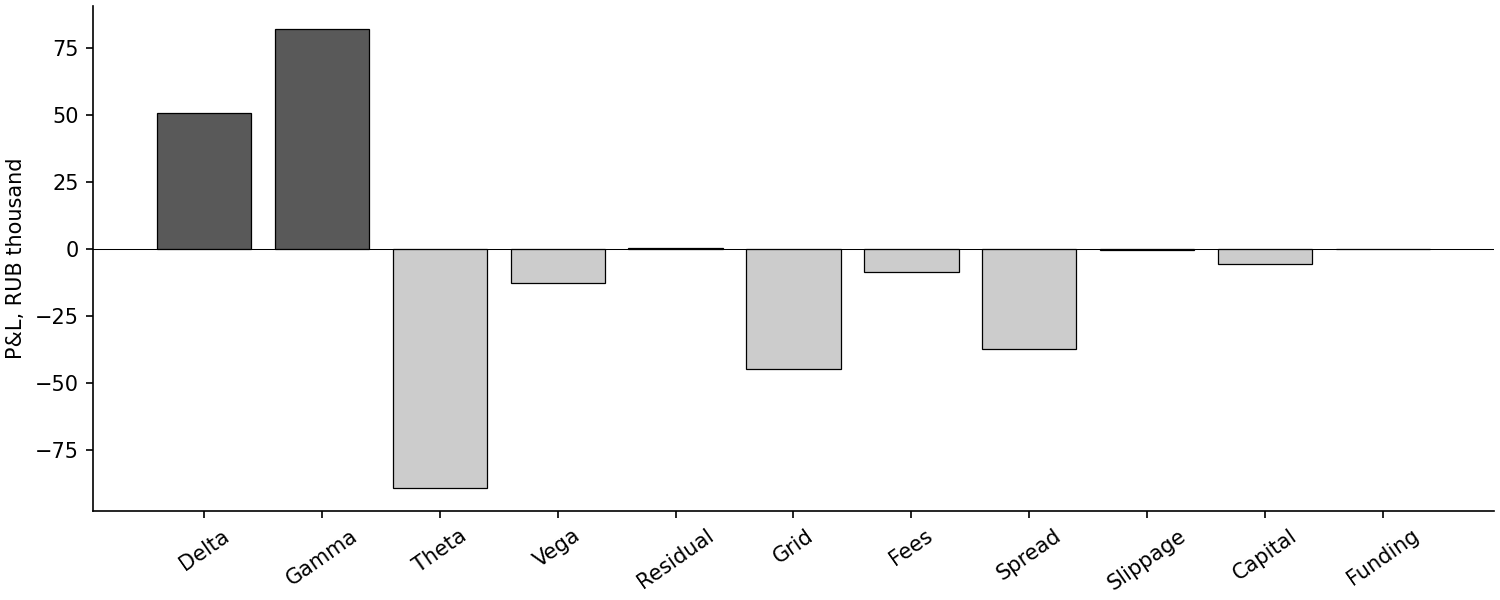 P&L, RUB thousand
75
50
25
0
−25
−50
−75
Delta
Gamma
Theta
Vega
Residual
Grid
Fees
Spread
Slippage
Capital
Funding